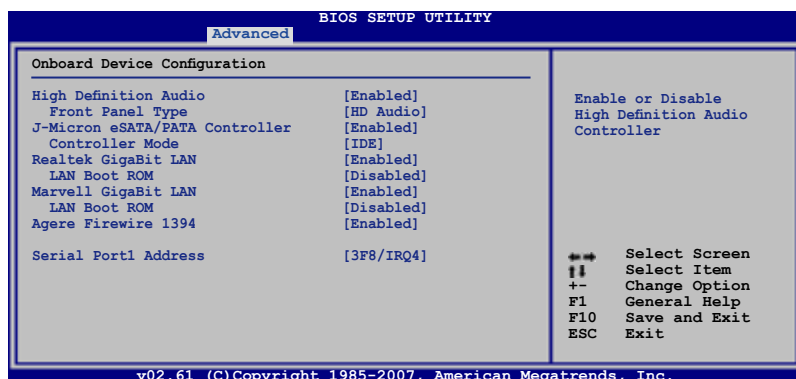 BIOS SETUP UTILITY
Advanced
Onboard Device Configuration
High Definition Audio [Enabled]
Front Panel Type [HD Audio]
J-Micron eSATA/PATA Controller [Enabled]
Controller Mode [IDE]
Realtek GigaBit LAN [Enabled]
LAN Boot ROM [Disabled]
Marvell GigaBit LAN [Enabled]
LAN Boot ROM [Disabled]
Agere Firewire 1394 [Enabled]
Serial Port1 Address [3F8/IRQ4]
Enable or Disable
High Definition Audio
Controller
←→ Select Screen
↑↓ Select Item
+- Change Option
F1 General Help
F10 Save and Exit
ESC Exit
v02.61 (C)Copyright 1985-2007, American Megatrends, Inc.